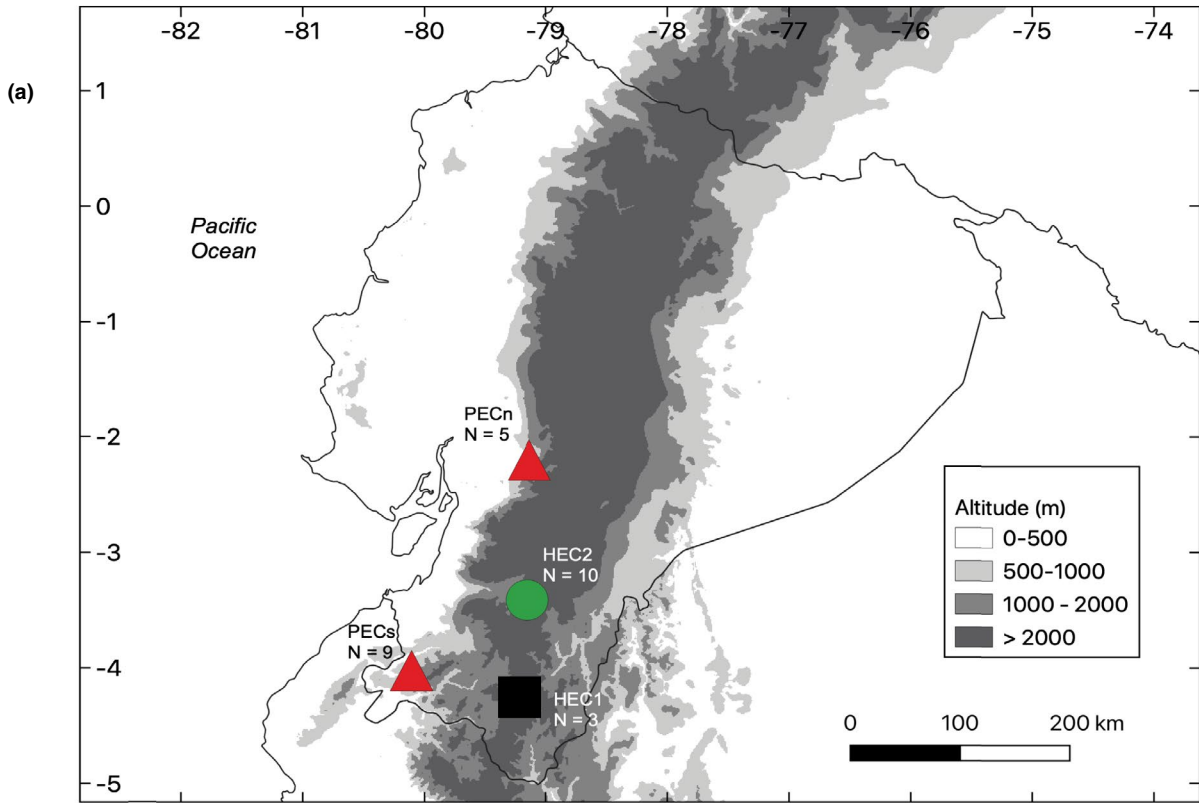 -82 -81 -80 -79 -78 -77 -76 -75 -74
(a)
1
0
Pacific
Ocean
-1
PECn
N = 5
-2
Altitude (m)
0-500
500-1000
1000 - 2000
> 2000
-3
HEC2
N = 10
PECs
N = 9
-4
HEC1
N = 3
0 100 200 km
-5